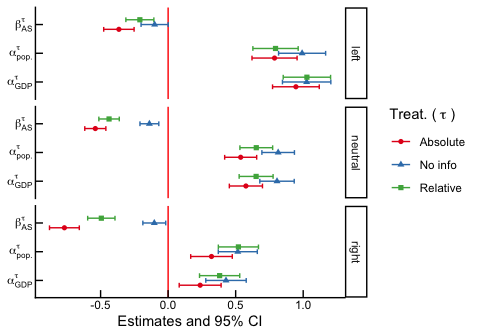 β^τ_AS
α^τ_pop.
α^τ_GDP
left
β^τ_AS
α^τ_pop.
α^τ_GDP
neutral
β^τ_AS
α^τ_pop.
α^τ_GDP
right
-0.5 0.0 0.5 1.0
Estimates and 95% CI
Treat. ( τ )
Absolute
No info
Relative